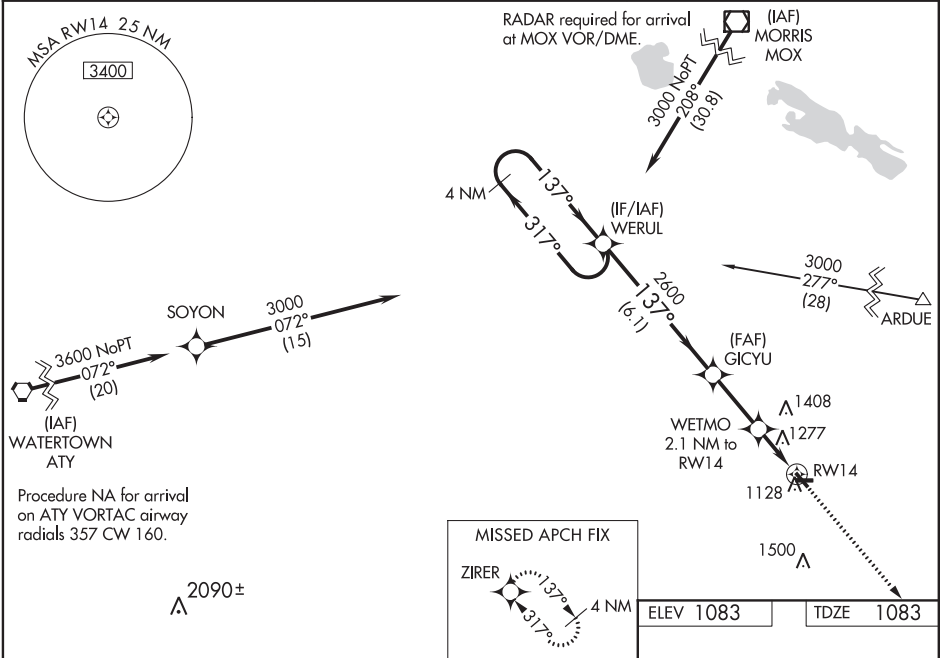 MSA RW14 25 NM
3400
RADAR required for arrival
at MOX VOR/DME.
(IAF)
MORRIS
MOX
3000 NoPT
208°
(30.8)
4 NM
137°
317°
(IF/IAF)
WERUL
2600
137°
(6.1)
3000
277°
(28)
ARDUE
SOYON
3000
072°
(15)
3600 NoPT
072°
(20)
(IAF)
WATERTOWN
ATY
(FAF)
GICYU
WETMO
2.1 NM to
RW14
1408
1277
RW14
1128
1500
Procedure NA for arrival
on ATY VORTAC airway
radials 357 CW 160.
2090±
MISSED APCH FIX
ZIRER
137°
317°
4 NM
ELEV 1083
TDZE 1083